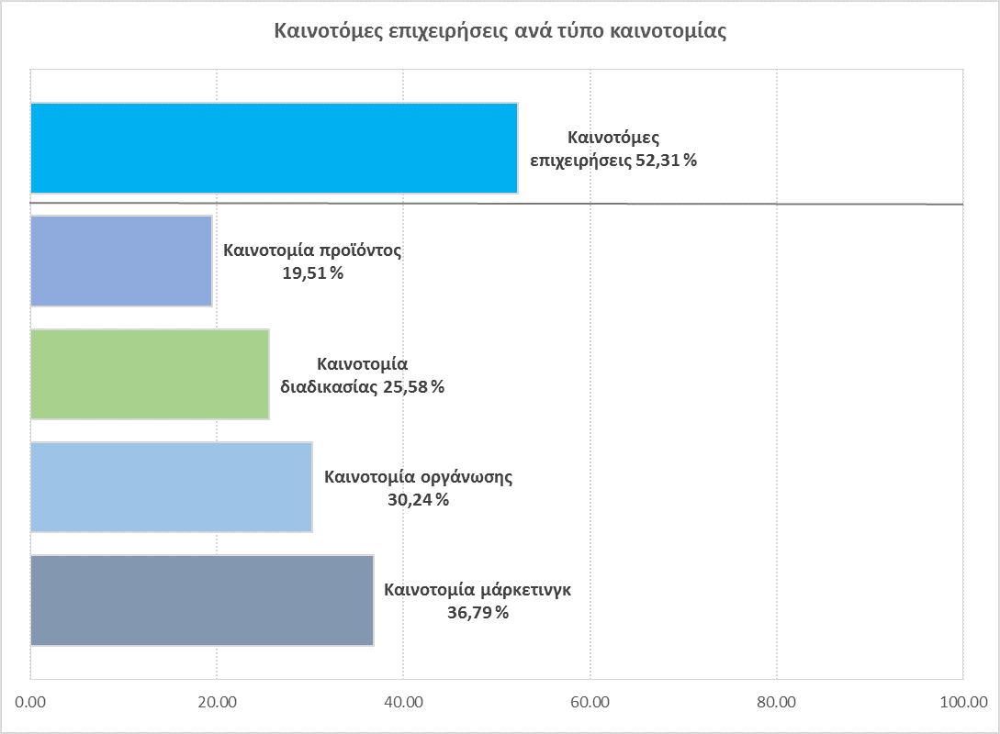 Καινοτόμες επιχειρήσεις ανά τύπο καινοτομίας
Καινοτόμες
επιχειρήσεις 52,31 %
Καινοτομία προϊόντος
19,51 %
Καινοτομία
διαδικασίας 25,58 %
Καινοτομία οργάνωσης
30,24 %
Καινοτομία μάρκετινγκ
36,79 %
0.00 20.00 40.00 60.00 80.00 100.00